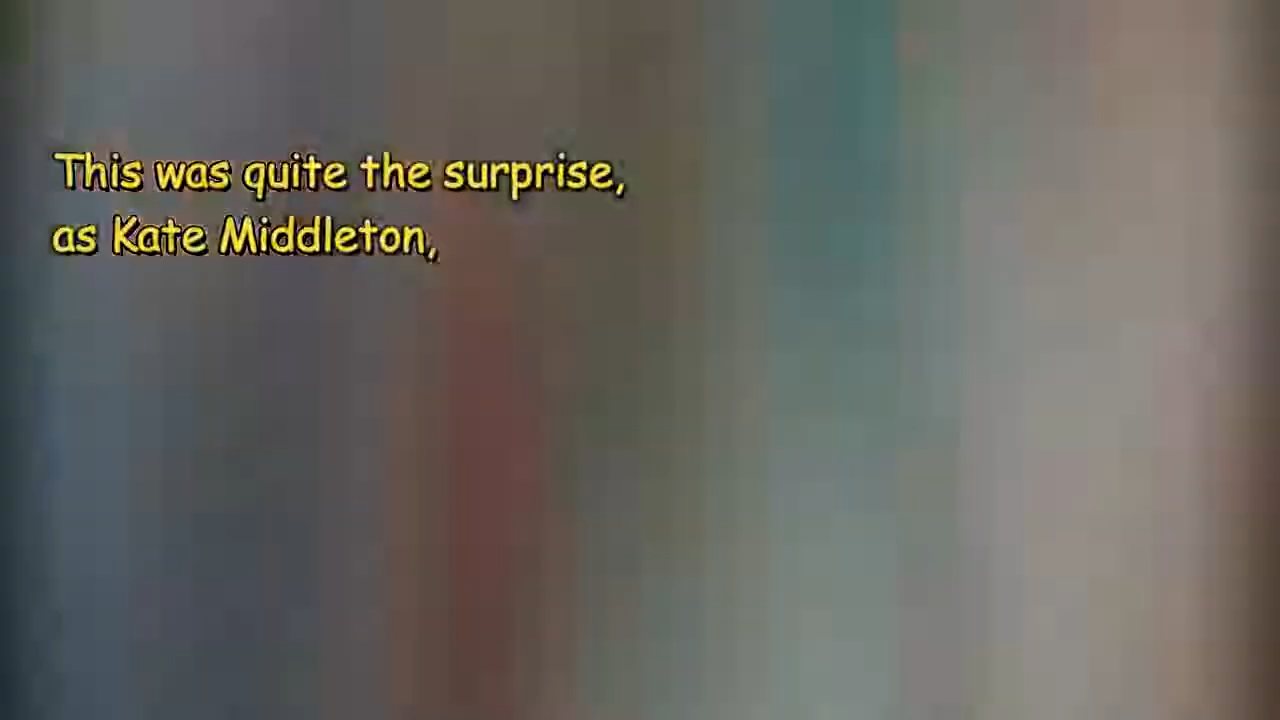 This was quite the surprise,
as Kate Middleton,